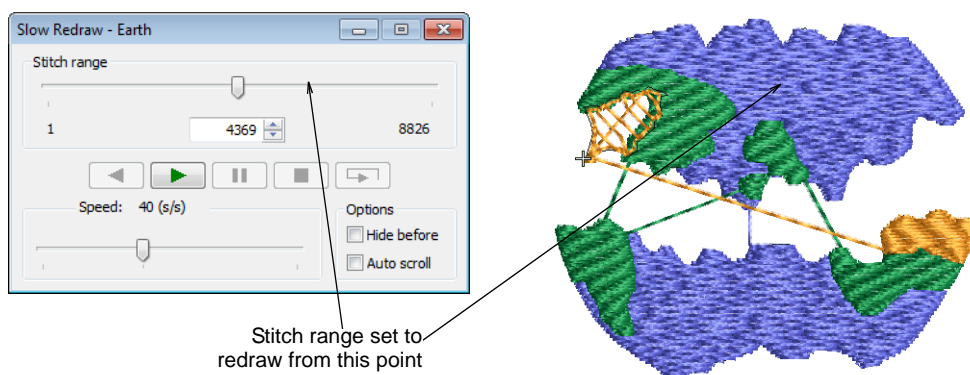 Slow Redraw - Earth
Stitch range
1
4369
8826
Speed: 40 (s/s)
Options
Hide before
Auto scroll
Stitch range set to
redraw from this point